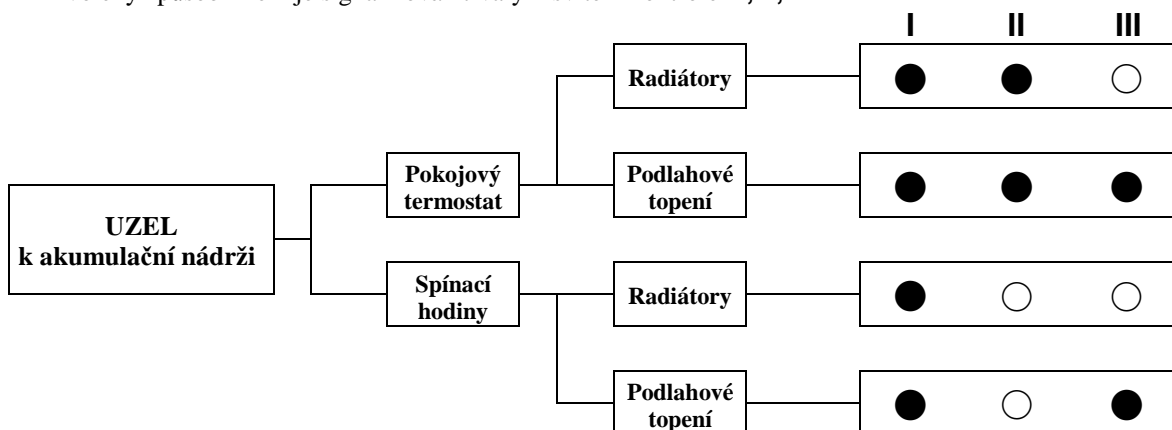 I II III
Radiátory
Pokojový
termostat
Podlahové
topení
UZEL
k akumulační nádrži
Spínací
hodiny
Radiátory
Podlahové
topení